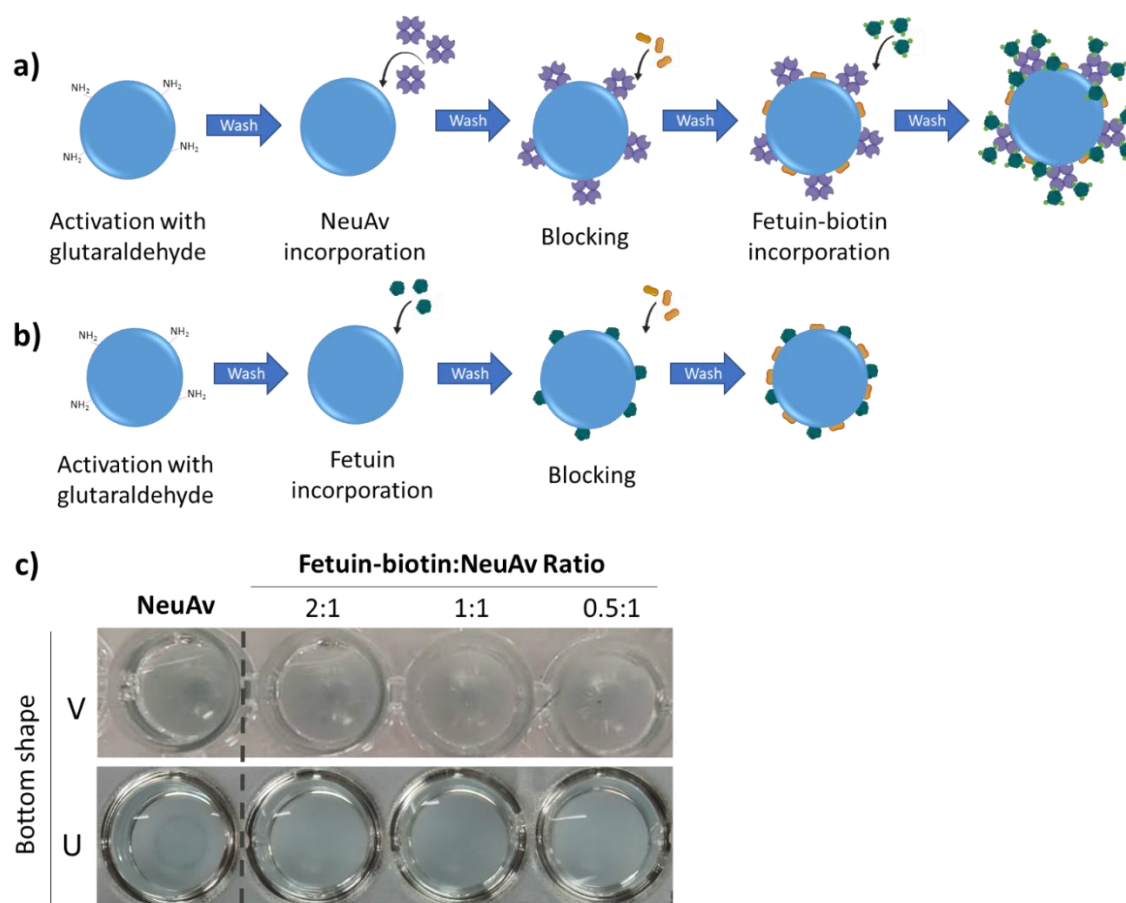 a)
NH2
NH2
NH2
NH2
Wash
Wash
Wash
Wash
Activation with
glutaraldehyde
NeuAv
incorporation
Blocking
Fetuin-biotin
incorporation
b)
NH2
NH2
NH2
NH2
Wash
Wash
Wash
Activation with
glutaraldehyde
Fetuin
incorporation
Blocking
c)
Fetuin-biotin:NeuAv Ratio
NeuAv
2:1
1:1
0.5:1
Bottom shape
V
U